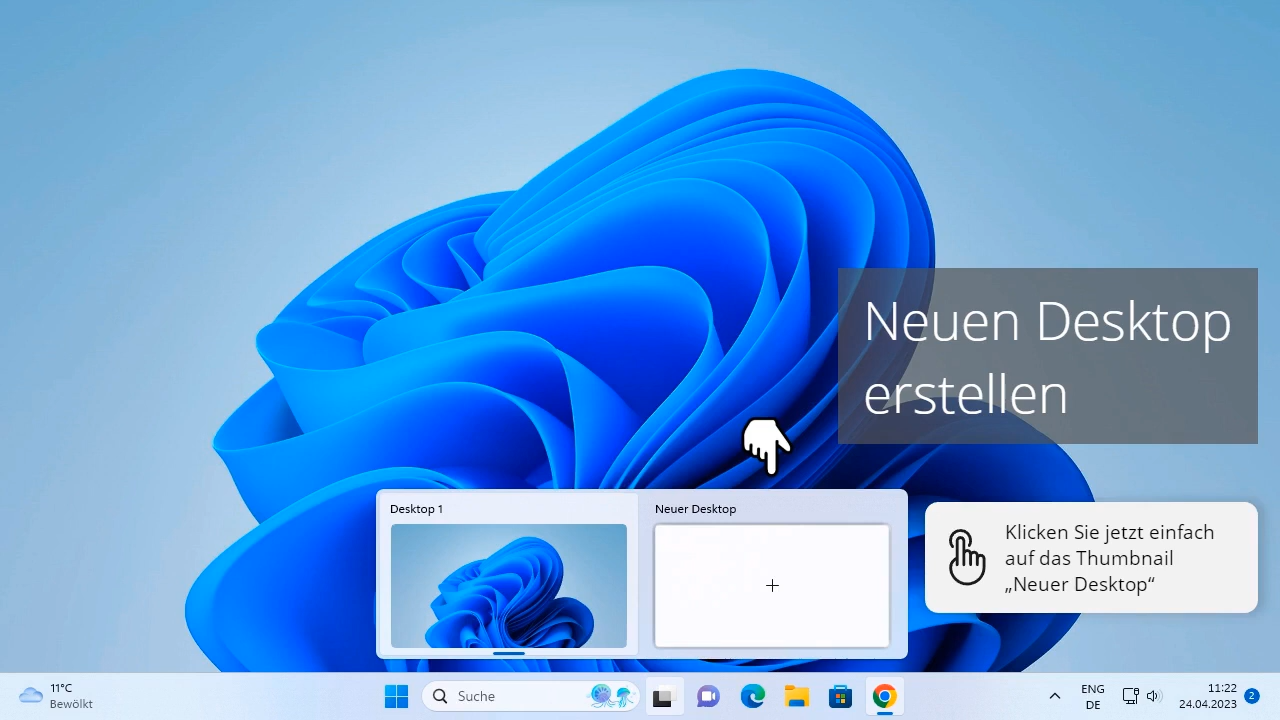 Neuen Desktop
erstellen
Desktop 1
Neuer Desktop
Klicken Sie jetzt einfach
auf das Thumbnail
„Neuer Desktop“
11°C
Bewölkt
Suche
ENG
DE
11:22
24.04.2023
2